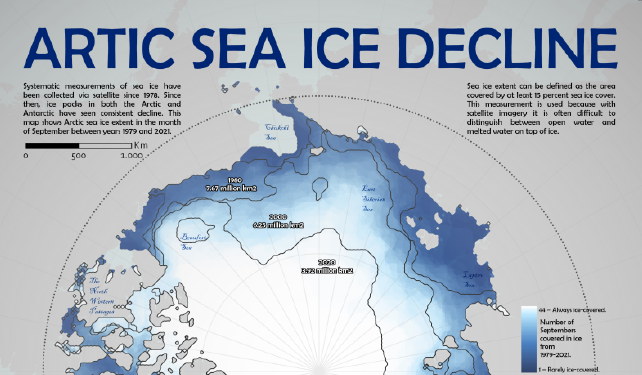 ARTIC SEA ICE DECLINE
Systematic measurements of sea ice have
been collected via satellite since 1978. Since
then, ice packs in both the Arctic and
Antarctic have seen consistent decline. This
map shows Arctic sea ice extent in the month
of September between years 1979 and 2021.
Km
0 500 1.000
Sea ice extent can be defined as the area
covered by at least 15 percent sea ice cover.
This measurement is used because with
satellite imagery it is often difficult to
distinguish between open water and
melted water on top of ice.
Chukchi
Sea
1980
7.67 million km2
East
Siberian
Sea
2000
6.25 million km2
Beaufort
Sea
2020
3.92 million km2
Laptev
Sea
The
North
Western
Passages
44 – Always ice-covered.
Number of
Septembers
covered in ice
from
1979-2021.
1 – Rarely ice-covered.